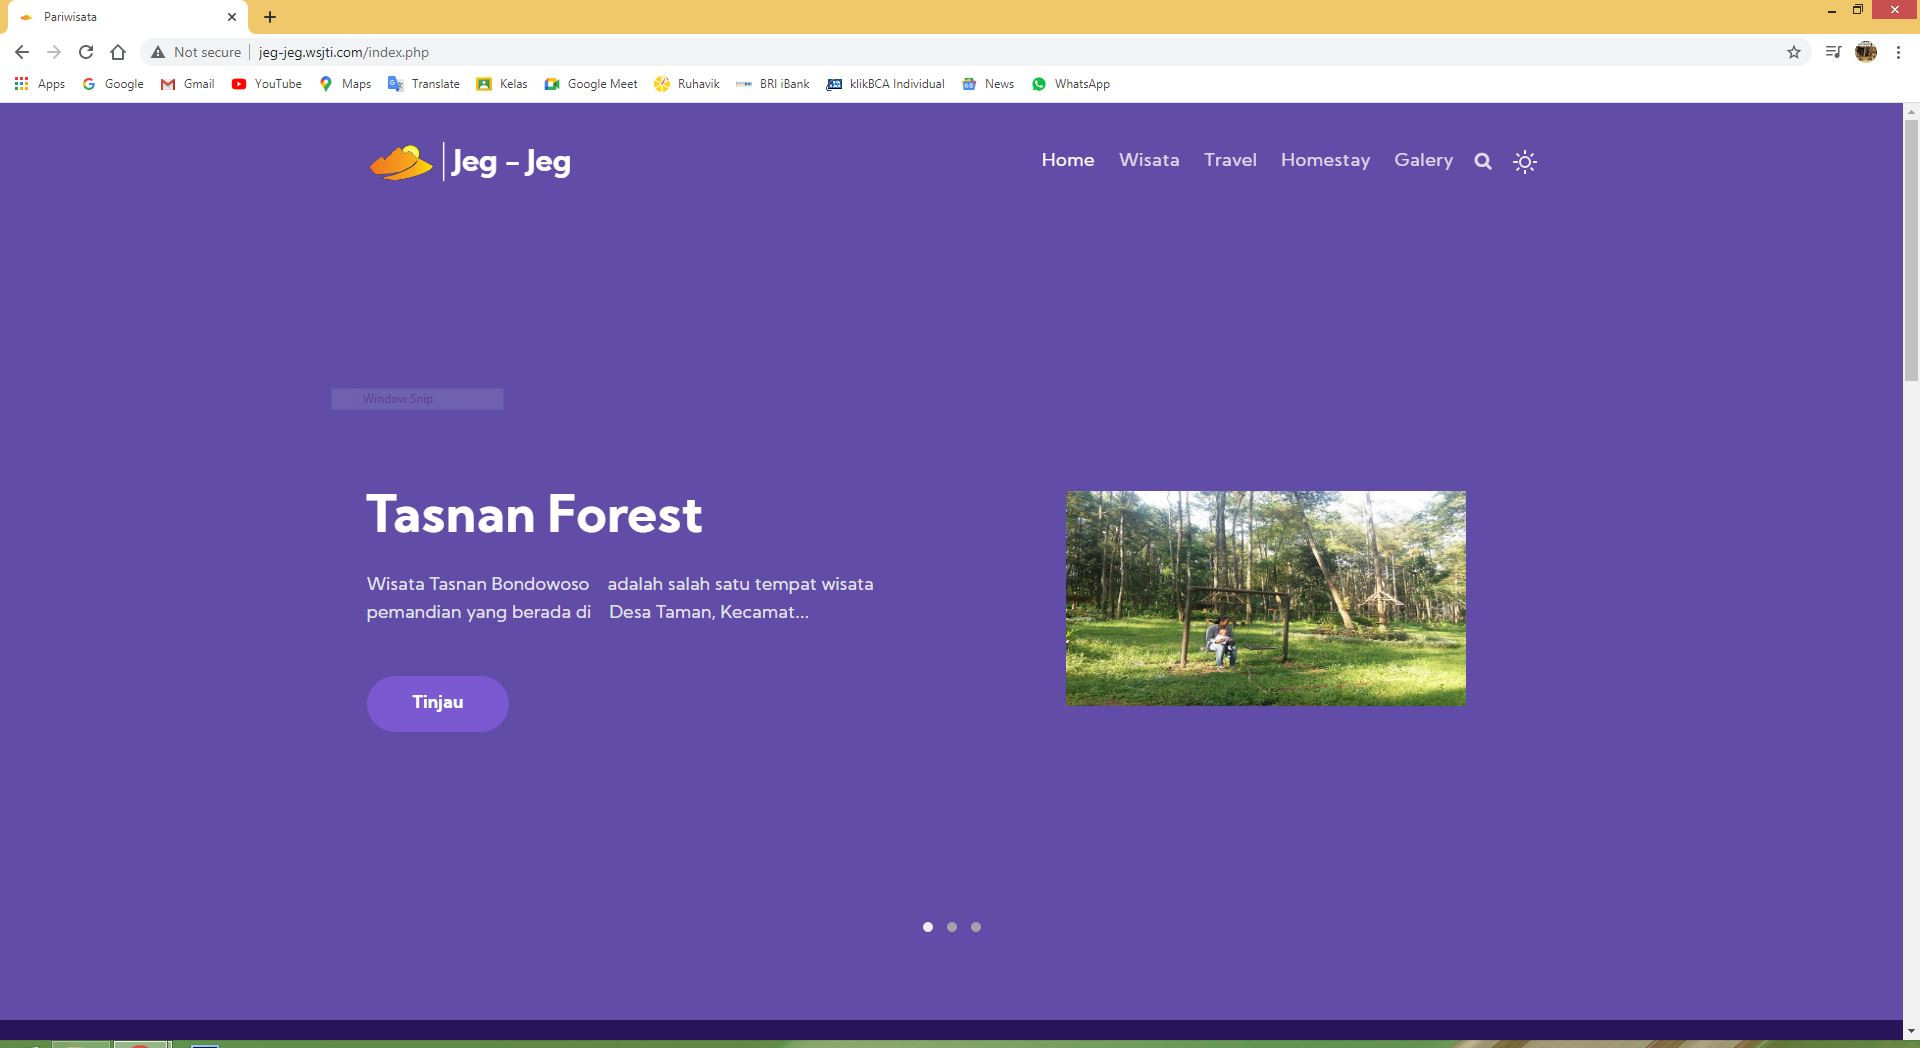 Pariwisata
Not secure jeg-jeg.wsjti.com/index.php
Apps Google Gmail YouTube Maps Translate Kelas Google Meet Ruhavik BRI iBank klikBCA Individual News WhatsApp
Jeg - Jeg
Home Wisata Travel Homestay Galery
Window Snip
Tasnan Forest
Wisata Tasnan Bondowoso adalah salah satu tempat wisata
pemandian yang berada di Desa Taman, Kecamat...
Tinjau